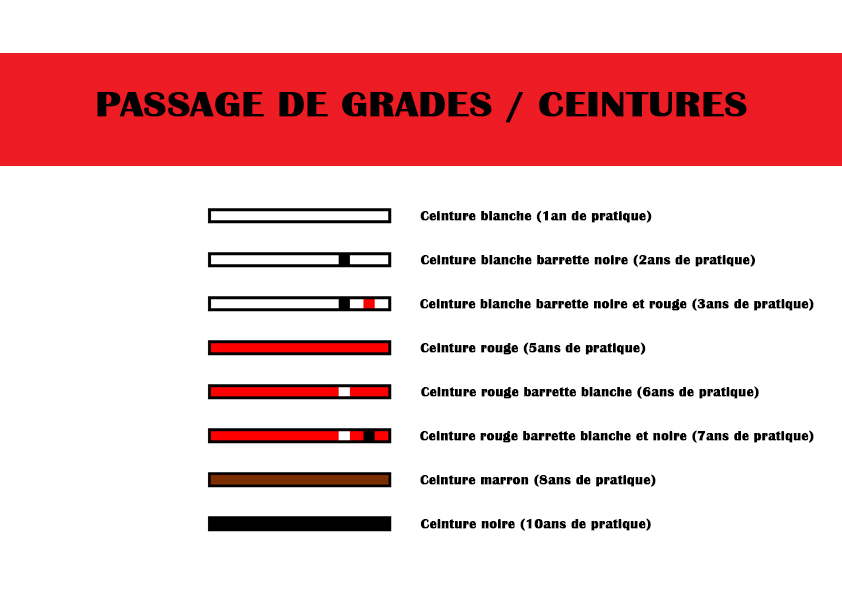 PASSAGE DE GRADES / CEINTURES
Ceinture blanche (1an de pratique)
Ceinture blanche barrette noire (2ans de pratique)
Ceinture blanche barrette noire et rouge (3ans de pratique)
Ceinture rouge (5ans de pratique)
Ceinture rouge barrette blanche (6ans de pratique)
Ceinture rouge barrette blanche et noire (7ans de pratique)
Ceinture marron (8ans de pratique)
Ceinture noire (10ans de pratique)